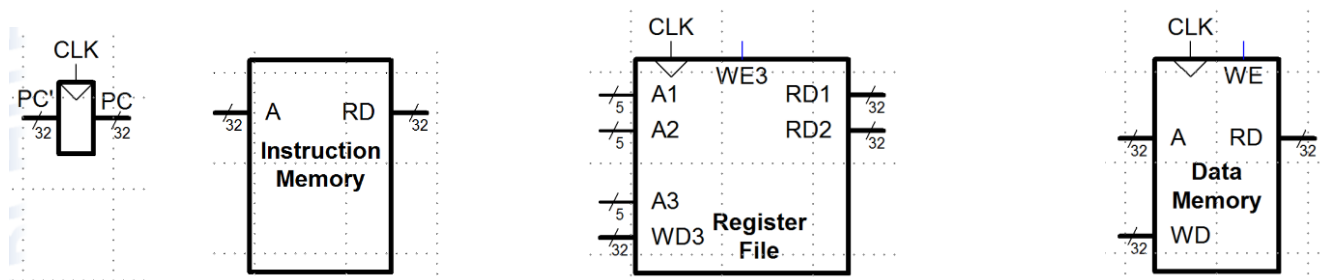 CLK
PC'
PC
32
32
A
RD
32
32
Instruction
Memory
CLK
WE3
A1
RD1
5
32
A2
RD2
5
32
A3
5
WD3
32
Register
File
CLK
WE
A
RD
32
32
Data
Memory
WD
32